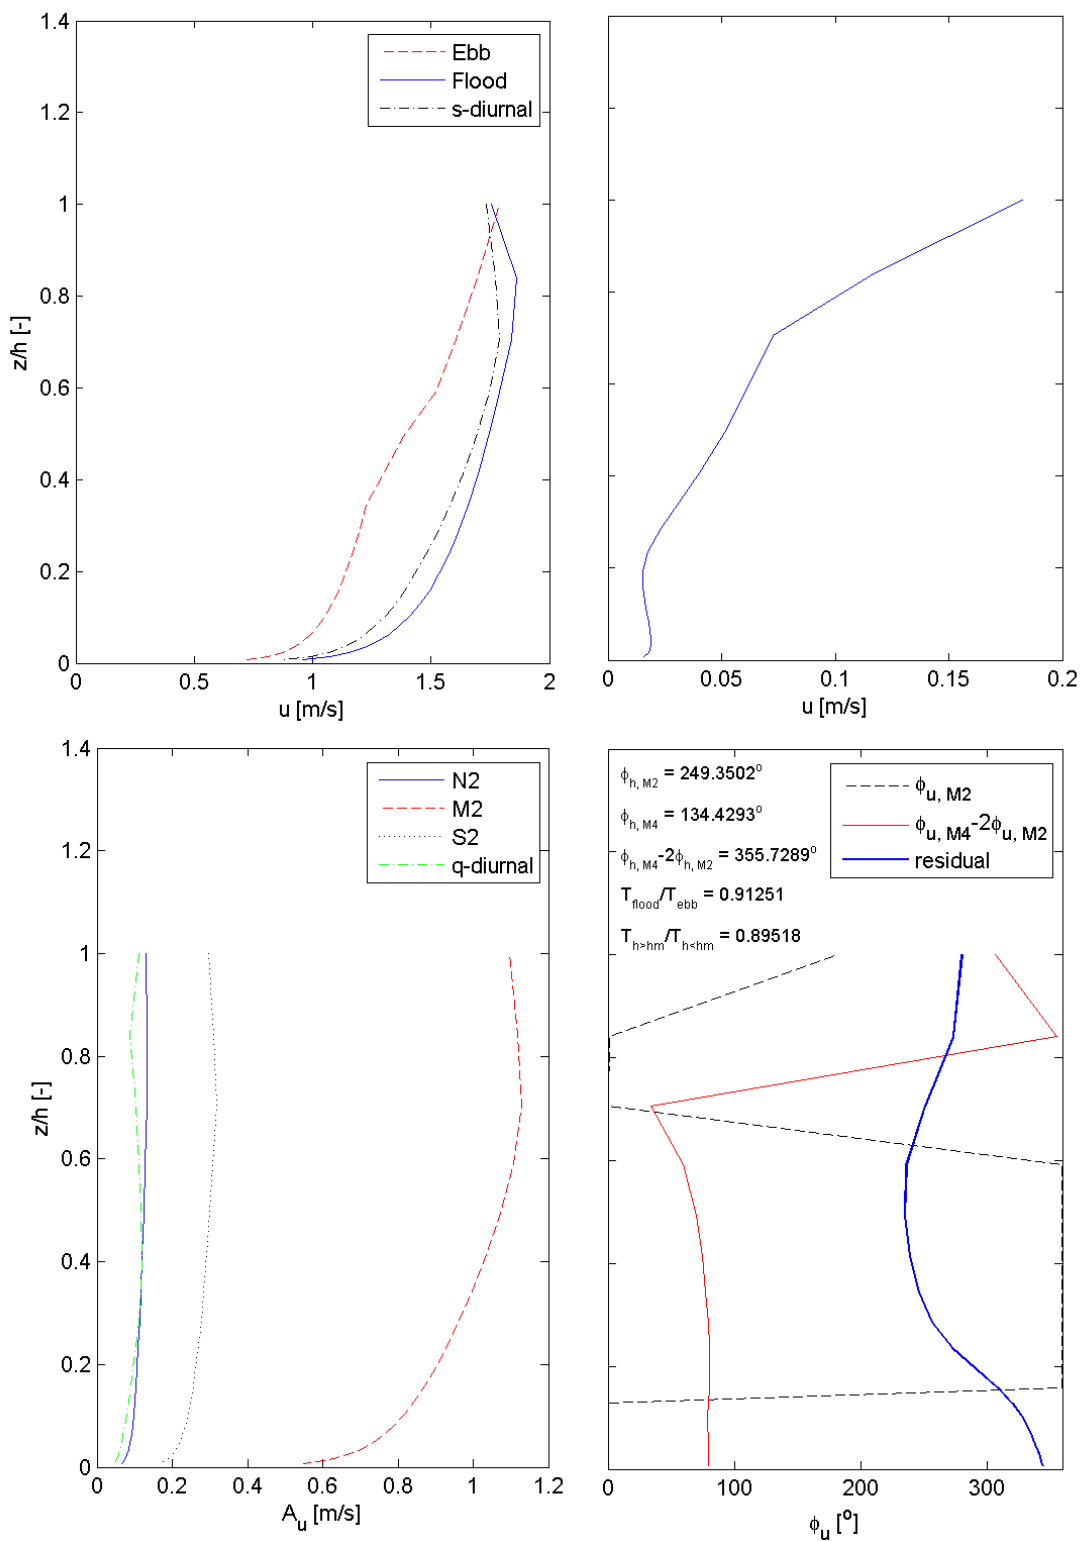 1.4
1.2
1
0.8
0.6
0.4
0.2
0
z/h [-]
Ebb
Flood
s-diurnal
0 0.5 1 1.5 2
u [m/s]
0 0.05 0.1 0.15 0.2
u [m/s]
1.4
1.2
1
0.8
0.6
0.4
0.2
0
z/h [-]
N2
M2
S2
q-diurnal
0 0.2 0.4 0.6 0.8 1 1.2
A_u [m/s]
ϕ_h, M2 = 249.3502°
ϕ_h, M4 = 134.4293°
ϕ_h, M4-2ϕ_h, M2 = 355.7289°
T_flood/T_ebb = 0.91251
T_h>hm/T_h<hm = 0.89518
ϕ_u, M2
ϕ_u, M4-2ϕ_u, M2
residual
0 100 200 300
ϕ_u [°]